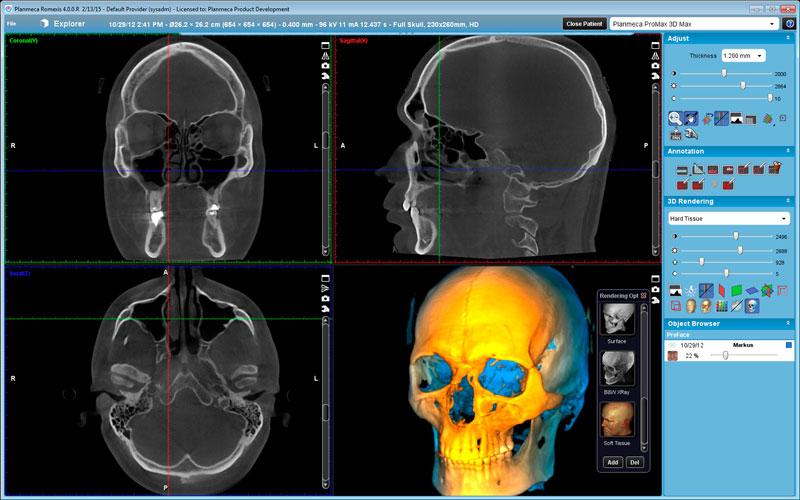 Planmeca Romexis 4.0.0.R 2/13/15 - Default Provider (sysadm) - Licensed to: Planmeca Product Development
File
Explorer
10/29/12 2:41 PM - Ø26.2 × 26.2 cm (654 × 654 × 654) - 0.400 mm - 96 kV 11 mA 12.437 s - Full Skull, 230x260mm, HD
Close Patient
Planmeca ProMax 3D Max
Coronal(Y)
R
L
Sagittal(X)
A
P
Axial(Z)
A
R
L
P
Rendering Opt
Surface
B&W XRay
Soft Tissue
Add
Del
Adjust
Thickness
1.200 mm
2000
2864
10
Annotation
3D Rendering
Hard Tissue
2496
2688
928
5
Object Browser
ProFace
10/29/12
Markus
22 %